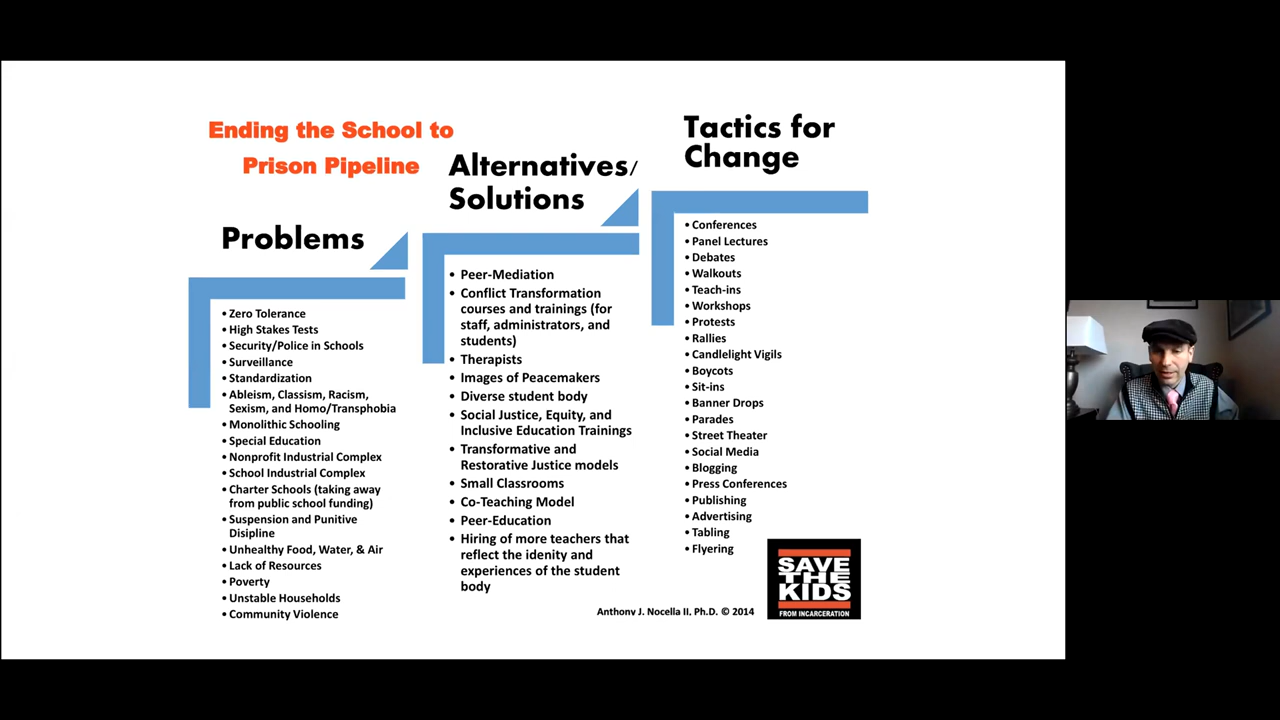 Ending the School to
Prison Pipeline
Problems
• Zero Tolerance
• High Stakes Tests
• Security/Police in Schools
• Surveillance
• Standardization
• Ableism, Classism, Racism,
Sexism, and Homo/Transphobia
• Monolithic Schooling
• Special Education
• Nonprofit Industrial Complex
• School Industrial Complex
• Charter Schools (taking away
from public school funding)
• Suspension and Punitive
Disipline
• Unhealthy Food, Water, & Air
• Lack of Resources
• Poverty
• Unstable Households
• Community Violence
Alternatives/
Solutions
• Peer-Mediation
• Conflict Transformation
courses and trainings (for
staff, administrators, and
students)
• Therapists
• Images of Peacemakers
• Diverse student body
• Social Justice, Equity, and
Inclusive Education Trainings
• Transformative and
Restorative Justice models
• Small Classrooms
• Co-Teaching Model
• Peer-Education
• Hiring of more teachers that
reflect the idenity and
experiences of the student
body
Tactics for
Change
• Conferences
• Panel Lectures
• Debates
• Walkouts
• Teach-ins
• Workshops
• Protests
• Rallies
• Candlelight Vigils
• Boycots
• Sit-ins
• Banner Drops
• Parades
• Street Theater
• Social Media
• Blogging
• Press Conferences
• Publishing
• Advertising
• Tabling
• Flyering
Anthony J. Nocella II, Ph.D. © 2014
SAVE
THE
KIDS
FROM INCARCERATION